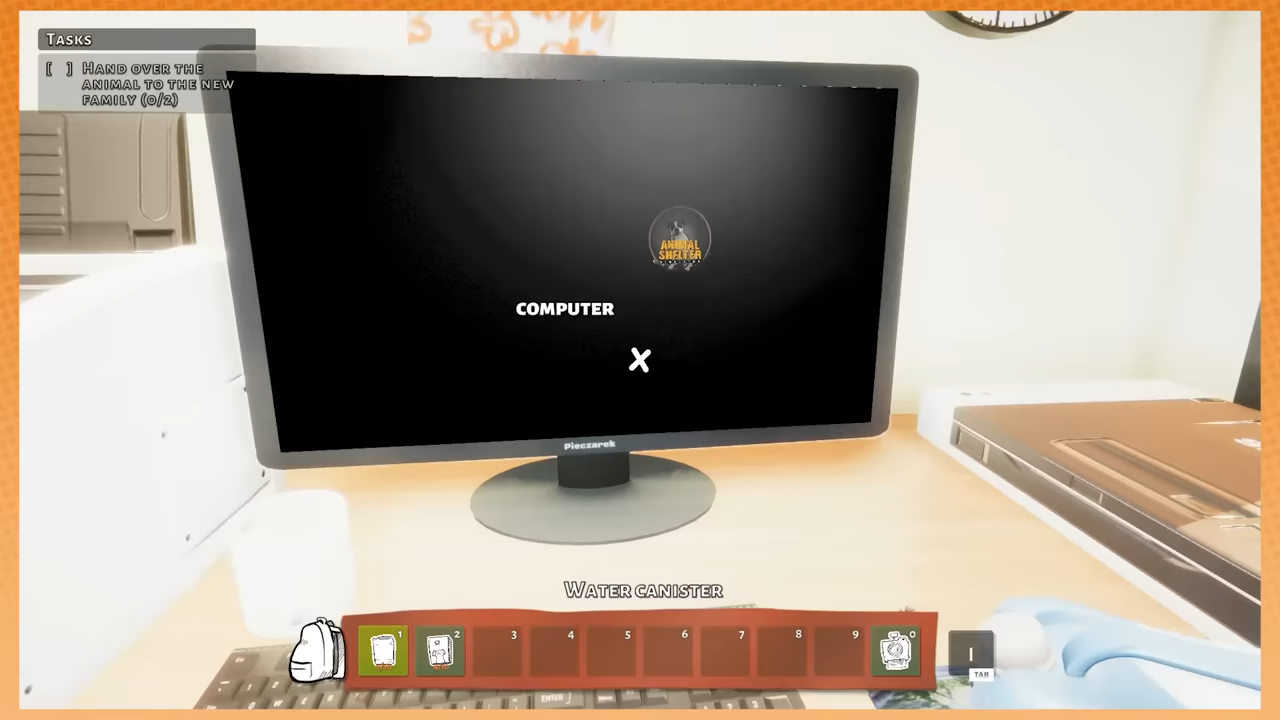 TASKS
[ ] HAND OVER THE
ANIMAL TO THE NEW
FAMILY (0/2)
ANIMAL
SHELTER
COMPUTER
X
Pieczarek
WATER CANISTER
1 2 3 4 5 6 7 8 9 0
I
TAB
ENTER